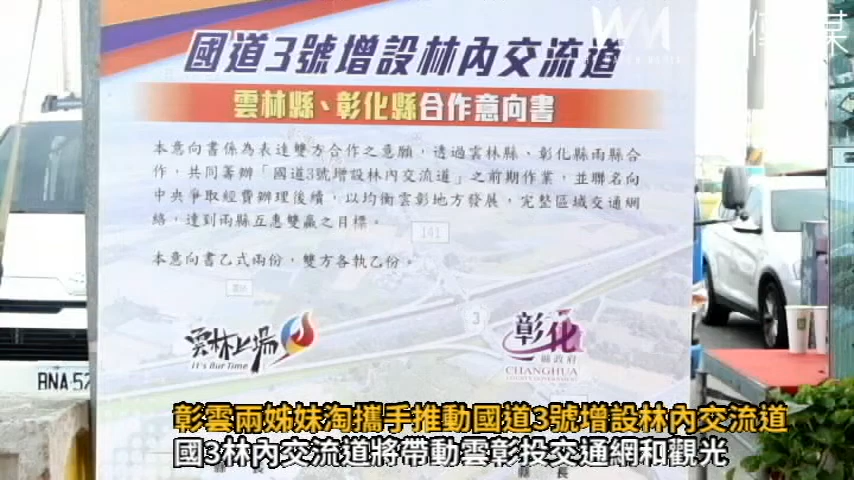 國道3號增設林內交流道
雲林縣、彰化縣合作意向書
本意向書係為表達雙方合作之意願，透過雲林縣、彰化縣兩縣合
作，共同籌辦「國道3號增設林內交流道」之前期作業，並聯名向
中央爭取經費辦理後續，以均衡雲彰地方發展，完整區域交通網
絡，達到兩縣互惠雙贏之目標。
141
本意向書乙式兩份，雙方各執乙份。
3
雲林上場
It's Our Time
彰化
縣政府
CHANGHUA
COUNTY GOVERNMENT
BNA-52
彰雲兩姊妹淘攜手推動國道3號增設林內交流道
國3林內交流道將帶動雲彰投交通網和觀光